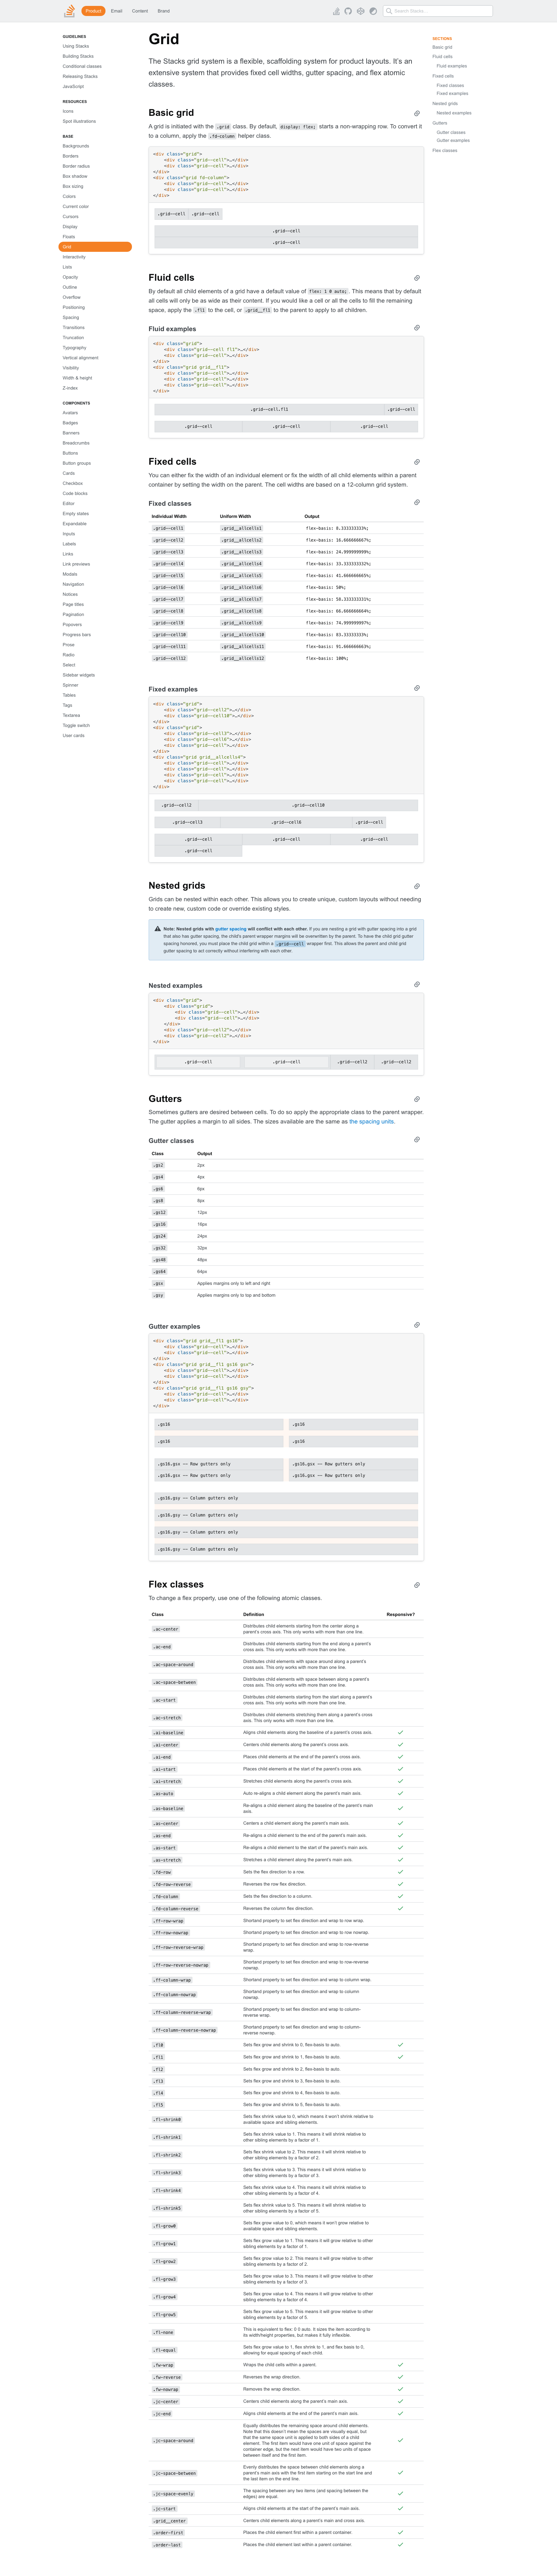 Product
Email
Content
Brand
Search Stacks…
GUIDELINES
Using Stacks
Building Stacks
Conditional classes
Releasing Stacks
JavaScript
RESOURCES
Icons
Spot illustrations
BASE
Backgrounds
Borders
Border radius
Box shadow
Box sizing
Colors
Current color
Cursors
Display
Floats
Grid
Interactivity
Lists
Opacity
Outline
Overflow
Positioning
Spacing
Transitions
Truncation
Typography
Vertical alignment
Visibility
Width & height
Z-index
COMPONENTS
Avatars
Badges
Banners
Breadcrumbs
Buttons
Button groups
Cards
Checkbox
Code blocks
Editor
Empty states
Expandable
Inputs
Labels
Links
Link previews
Modals
Navigation
Notices
Page titles
Pagination
Popovers
Progress bars
Prose
Radio
Select
Sidebar widgets
Spinner
Tables
Tags
Textarea
Toggle switch
User cards
Grid
The Stacks grid system is a flexible, scaffolding system for product layouts. It's an
extensive system that provides fixed cell widths, gutter spacing, and flex atomic
classes.
Basic grid
A grid is initiated with the .grid class. By default, display: flex; starts a non-wrapping row. To convert it
to a column, apply the .fd-column helper class.
<div class="grid">
<div class="grid--cell">…</div>
<div class="grid--cell">…</div>
</div>
<div class="grid fd-column">
<div class="grid--cell">…</div>
<div class="grid--cell">…</div>
</div>
.grid--cell .grid--cell
.grid--cell
.grid--cell
Fluid cells
By default all child elements of a grid have a default value of flex: 1 0 auto; . This means that by default
all cells will only be as wide as their content. If you would like a cell or all the cells to fill the remaining
space, apply the .fl1 to the cell, or .grid__fl1 to the parent to apply to all children.
Fluid examples
<div class="grid">
<div class="grid--cell fl1">…</div>
<div class="grid--cell">…</div>
</div>
<div class="grid grid__fl1">
<div class="grid--cell">…</div>
<div class="grid--cell">…</div>
<div class="grid--cell">…</div>
</div>
.grid--cell.fl1 .grid--cell
.grid--cell .grid--cell .grid--cell
Fixed cells
You can either fix the width of an individual element or fix the width of all child elements within a parent
container by setting the width on the parent. The cell widths are based on a 12-column grid system.
Fixed classes
Individual Width Uniform Width Output
.grid--cell1 .grid__allcells1 flex-basis: 8.333333333%;
.grid--cell2 .grid__allcells2 flex-basis: 16.666666667%;
.grid--cell3 .grid__allcells3 flex-basis: 24.999999999%;
.grid--cell4 .grid__allcells4 flex-basis: 33.333333332%;
.grid--cell5 .grid__allcells5 flex-basis: 41.666666665%;
.grid--cell6 .grid__allcells6 flex-basis: 50%;
.grid--cell7 .grid__allcells7 flex-basis: 58.333333331%;
.grid--cell8 .grid__allcells8 flex-basis: 66.666666664%;
.grid--cell9 .grid__allcells9 flex-basis: 74.999999997%;
.grid--cell10 .grid__allcells10 flex-basis: 83.33333333%;
.grid--cell11 .grid__allcells11 flex-basis: 91.666666663%;
.grid--cell12 .grid__allcells12 flex-basis: 100%;
Fixed examples
<div class="grid">
<div class="grid--cell2">…</div>
<div class="grid--cell10">…</div>
</div>
<div class="grid">
<div class="grid--cell3">…</div>
<div class="grid--cell6">…</div>
<div class="grid--cell">…</div>
</div>
<div class="grid grid__allcells4">
<div class="grid--cell">…</div>
<div class="grid--cell">…</div>
<div class="grid--cell">…</div>
<div class="grid--cell">…</div>
</div>
.grid--cell2 .grid--cell10
.grid--cell3 .grid--cell6 .grid--cell
.grid--cell .grid--cell .grid--cell
.grid--cell
Nested grids
Grids can be nested within each other. This allows you to create unique, custom layouts without needing
to create new, custom code or override existing styles.
Note: Nested grids with gutter spacing will conflict with each other. If you are nesting a grid with gutter spacing into a grid
that also has gutter spacing, the child's parent wrapper margins will be overwritten by the parent. To have the child grid gutter
spacing honored, you must place the child grid within a .grid--cell wrapper first. This allows the parent and child grid
gutter spacing to act correctly without interfering with each other.
Nested examples
<div class="grid">
<div class="grid">
<div class="grid--cell">…</div>
<div class="grid--cell">…</div>
</div>
<div class="grid--cell2">…</div>
<div class="grid--cell2">…</div>
</div>
.grid--cell .grid--cell .grid--cell2 .grid--cell2
Gutters
Sometimes gutters are desired between cells. To do so apply the appropriate class to the parent wrapper.
The gutter applies a margin to all sides. The sizes available are the same as the spacing units.
Gutter classes
Class Output
.gs2 2px
.gs4 4px
.gs6 6px
.gs8 8px
.gs12 12px
.gs16 16px
.gs24 24px
.gs32 32px
.gs48 48px
.gs64 64px
.gsx Applies margins only to left and right
.gsy Applies margins only to top and bottom
Gutter examples
<div class="grid grid__fl1 gs16">
<div class="grid--cell">…</div>
<div class="grid--cell">…</div>
</div>
<div class="grid grid__fl1 gs16 gsx">
<div class="grid--cell">…</div>
<div class="grid--cell">…</div>
</div>
<div class="grid grid__fl1 gs16 gsy">
<div class="grid--cell">…</div>
<div class="grid--cell">…</div>
</div>
.gs16 .gs16
.gs16 .gs16
.gs16.gsx -- Row gutters only .gs16.gsx -- Row gutters only
.gs16.gsx -- Row gutters only .gs16.gsx -- Row gutters only
.gs16.gsy -- Column gutters only
.gs16.gsy -- Column gutters only
.gs16.gsy -- Column gutters only
.gs16.gsy -- Column gutters only
Flex classes
To change a flex property, use one of the following atomic classes.
Class Definition Responsive?
.ac-center Distributes child elements starting from the center along a
parent's cross axis. This only works with more than one line.
.ac-end Distributes child elements starting from the end along a parent's
cross axis. This only works with more than one line.
.ac-space-around Distributes child elements with space around along a parent's
cross axis. This only works with more than one line.
.ac-space-between Distributes child elements with space between along a parent's
cross axis. This only works with more than one line.
.ac-start Distributes child elements starting from the start along a parent's
cross axis. This only works with more than one line.
.ac-stretch Distributes child elements stretching them along a parent's cross
axis. This only works with more than one line.
.ai-baseline Aligns child elements along the baseline of a parent's cross axis.
.ai-center Centers child elements along the parent's cross axis.
.ai-end Places child elements at the end of the parent's cross axis.
.ai-start Places child elements at the start of the parent's cross axis.
.ai-stretch Stretches child elements along the parent's cross axis.
.as-auto Auto re-aligns a child element along the parent's main axis.
.as-baseline Re-aligns a child element along the baseline of the parent's main
axis.
.as-center Centers a child element along the parent's main axis.
.as-end Re-aligns a child element to the end of the parent's main axis.
.as-start Re-aligns a child element to the start of the parent's main axis.
.as-stretch Stretches a child element along the parent's main axis.
.fd-row Sets the flex direction to a row.
.fd-row-reverse Reverses the row flex direction.
.fd-column Sets the flex direction to a column.
.fd-column-reverse Reverses the column flex direction.
.ff-row-wrap Shorland property to set flex direction and wrap to row wrap.
.ff-row-nowrap Shorland property to set flex direction and wrap to row nowrap.
.ff-row-reverse-wrap Shortland property to set flex direction and wrap to row-reverse
wrap.
.ff-row-reverse-nowrap Shortland property to set flex direction and wrap to row-reverse
nowrap.
.ff-column-wrap Shorland property to set flex direction and wrap to column wrap.
.ff-column-nowrap Shorland property to set flex direction and wrap to column
nowrap.
.ff-column-reverse-wrap Shortland property to set flex direction and wrap to column-
reverse wrap.
.ff-column-reverse-nowrap Shortland property to set flex direction and wrap to column-
reverse nowrap.
.fl0 Sets flex grow and shrink to 0, flex-basis to auto.
.fl1 Sets flex grow and shrink to 1, flex-basis to auto.
.fl2 Sets flex grow and shrink to 2, flex-basis to auto.
.fl3 Sets flex grow and shrink to 3, flex-basis to auto.
.fl4 Sets flex grow and shrink to 4, flex-basis to auto.
.fl5 Sets flex grow and shrink to 5, flex-basis to auto.
.fl-shrink0 Sets flex shrink value to 0, which means it won't shrink relative to
available space and sibling elements.
.fl-shrink1 Sets flex shrink value to 1. This means it will shrink relative to
other sibling elements by a factor of 1.
.fl-shrink2 Sets flex shrink value to 2. This means it will shrink relative to
other sibling elements by a factor of 2.
.fl-shrink3 Sets flex shrink value to 3. This means it will shrink relative to
other sibling elements by a factor of 3.
.fl-shrink4 Sets flex shrink value to 4. This means it will shrink relative to
other sibling elements by a factor of 4.
.fl-shrink5 Sets flex shrink value to 5. This means it will shrink relative to
other sibling elements by a factor of 5.
.fl-grow0 Sets flex grow value to 0, which means it won't grow relative to
available space and sibling elements.
.fl-grow1 Sets flex grow value to 1. This means it will grow relative to other
sibling elements by a factor of 1.
.fl-grow2 Sets flex grow value to 2. This means it will grow relative to other
sibling elements by a factor of 2.
.fl-grow3 Sets flex grow value to 3. This means it will grow relative to other
sibling elements by a factor of 3.
.fl-grow4 Sets flex grow value to 4. This means it will grow relative to other
sibling elements by a factor of 4.
.fl-grow5 Sets flex grow value to 5. This means it will grow relative to other
sibling elements by a factor of 5.
.fl-none This is equivalent to flex: 0 0 auto. It sizes the item according to
its width/height properties, but makes it fully inflexible.
.fl-equal Sets flex grow value to 1, flex shrink to 1, and flex basis to 0.
allowing for equal spacing of each child.
.fw-wrap Wraps the child cells within a parent.
.fw-reverse Reverses the wrap direction.
.fw-nowrap Removes the wrap direction.
.jc-center Centers child elements along the parent's main axis.
.jc-end Aligns child elements at the end of the parent's main axis.
.jc-space-around Equally distributes the remaining space around child elements.
Note that this doesn't mean the spaces are visually equal, but
that the same space unit is applied to both sides of a child
element. The first item would have one unit of space against the
container edge, but the next item would have two units of space
between itself and the first item.
.jc-space-between Evenly distributes the space between child elements along a
parent's main axis with the first item starting on the start line and
the last item on the end line.
.jc-space-evenly The spacing between any two items (and spacing between the
edges) are equal.
.jc-start Aligns child elements at the start of the parent's main axis.
.grid__center Centers child elements along a parent's main and cross axis.
.order-first Places the child element first within a parent container.
.order-last Places the child element last within a parent container.
SECTIONS
Basic grid
Fluid cells
Fluid examples
Fixed cells
Fixed classes
Fixed examples
Nested grids
Nested examples
Gutters
Gutter classes
Gutter examples
Flex classes